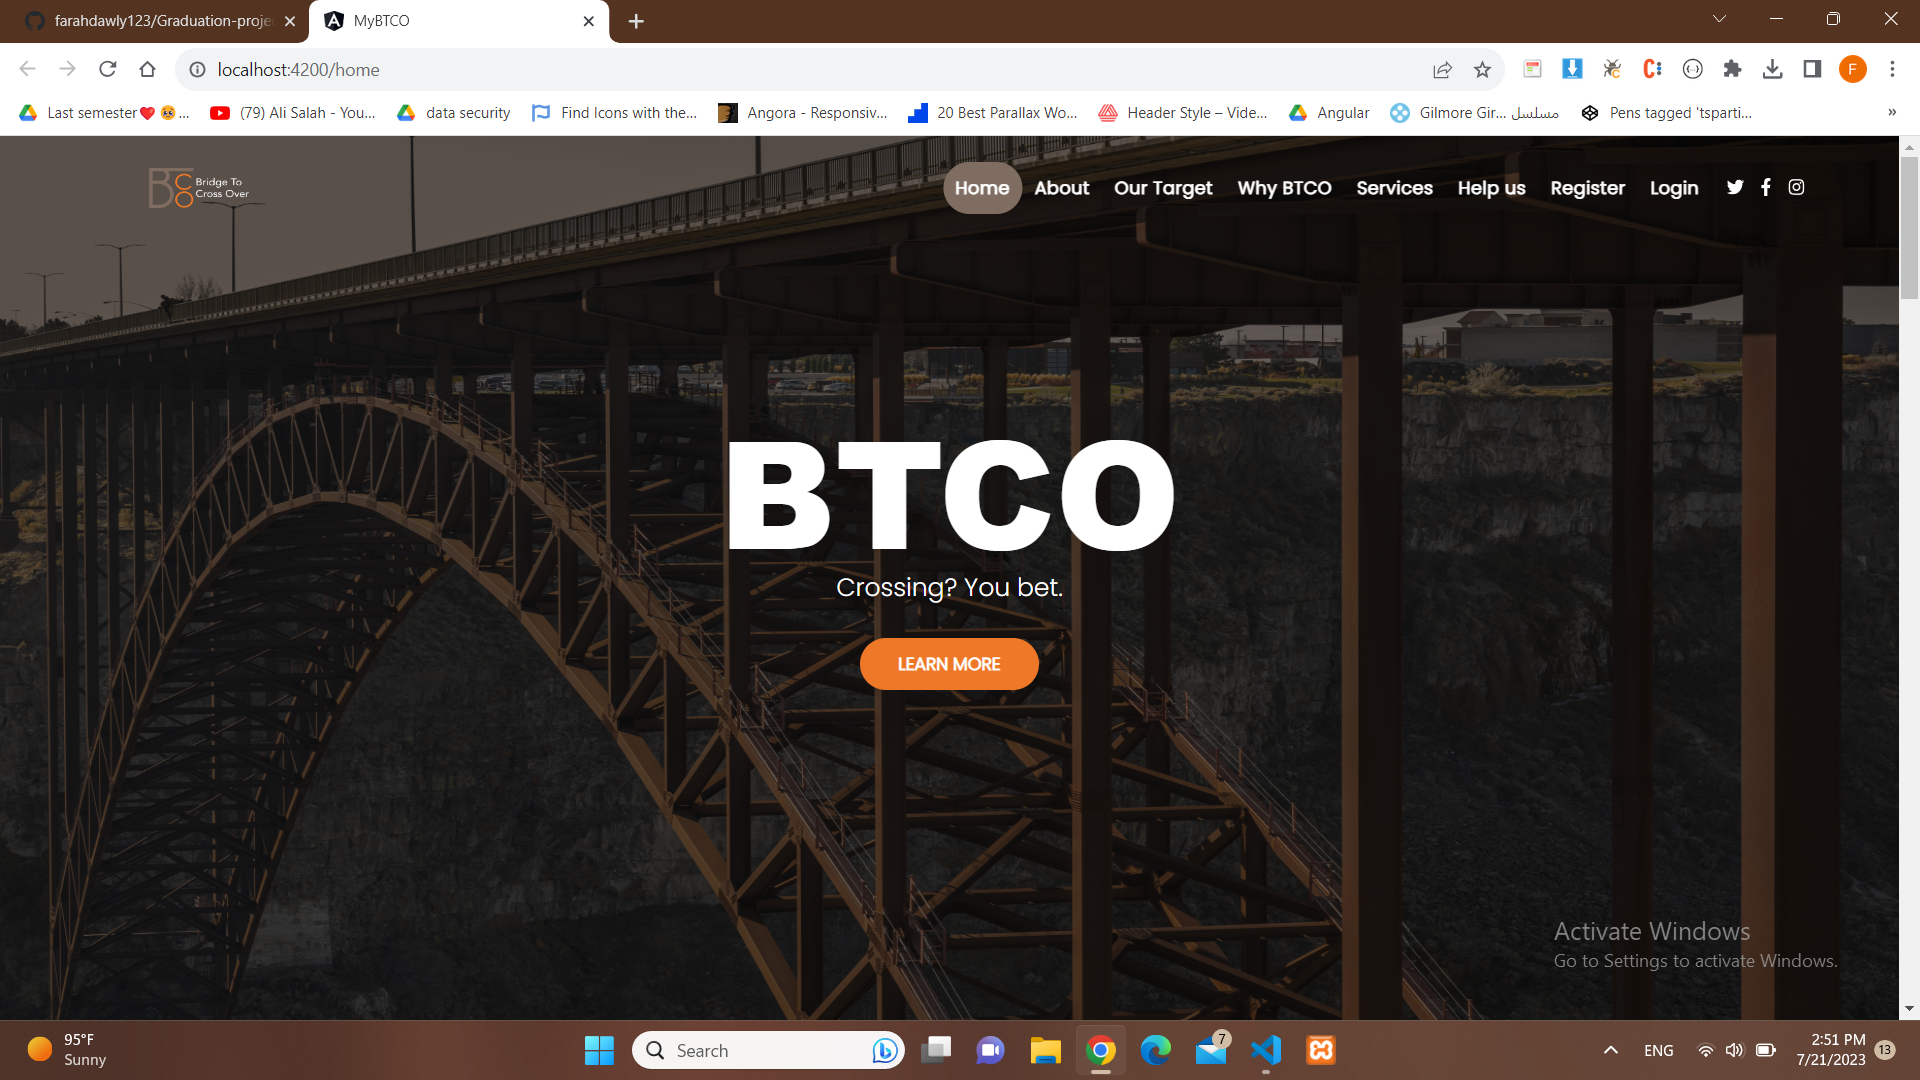 farahdawly123/Graduation-proje
MyBTCO
localhost:4200/home
F
Last semester❤️🥺...
(79) Ali Salah - You...
data security
Find Icons with the...
Angora - Responsiv...
20 Best Parallax Wo...
Header Style – Vide...
Angular
Gilmore Gir... مسلسل
Pens tagged 'tsparti...
»
BTCO
Bridge To
Cross Over
Home
About
Our Target
Why BTCO
Services
Help us
Register
Login
BTCO
Crossing? You bet.
LEARN MORE
Activate Windows
Go to Settings to activate Windows.
95°F
Sunny
Search
7
ENG
2:51 PM
7/21/2023
13